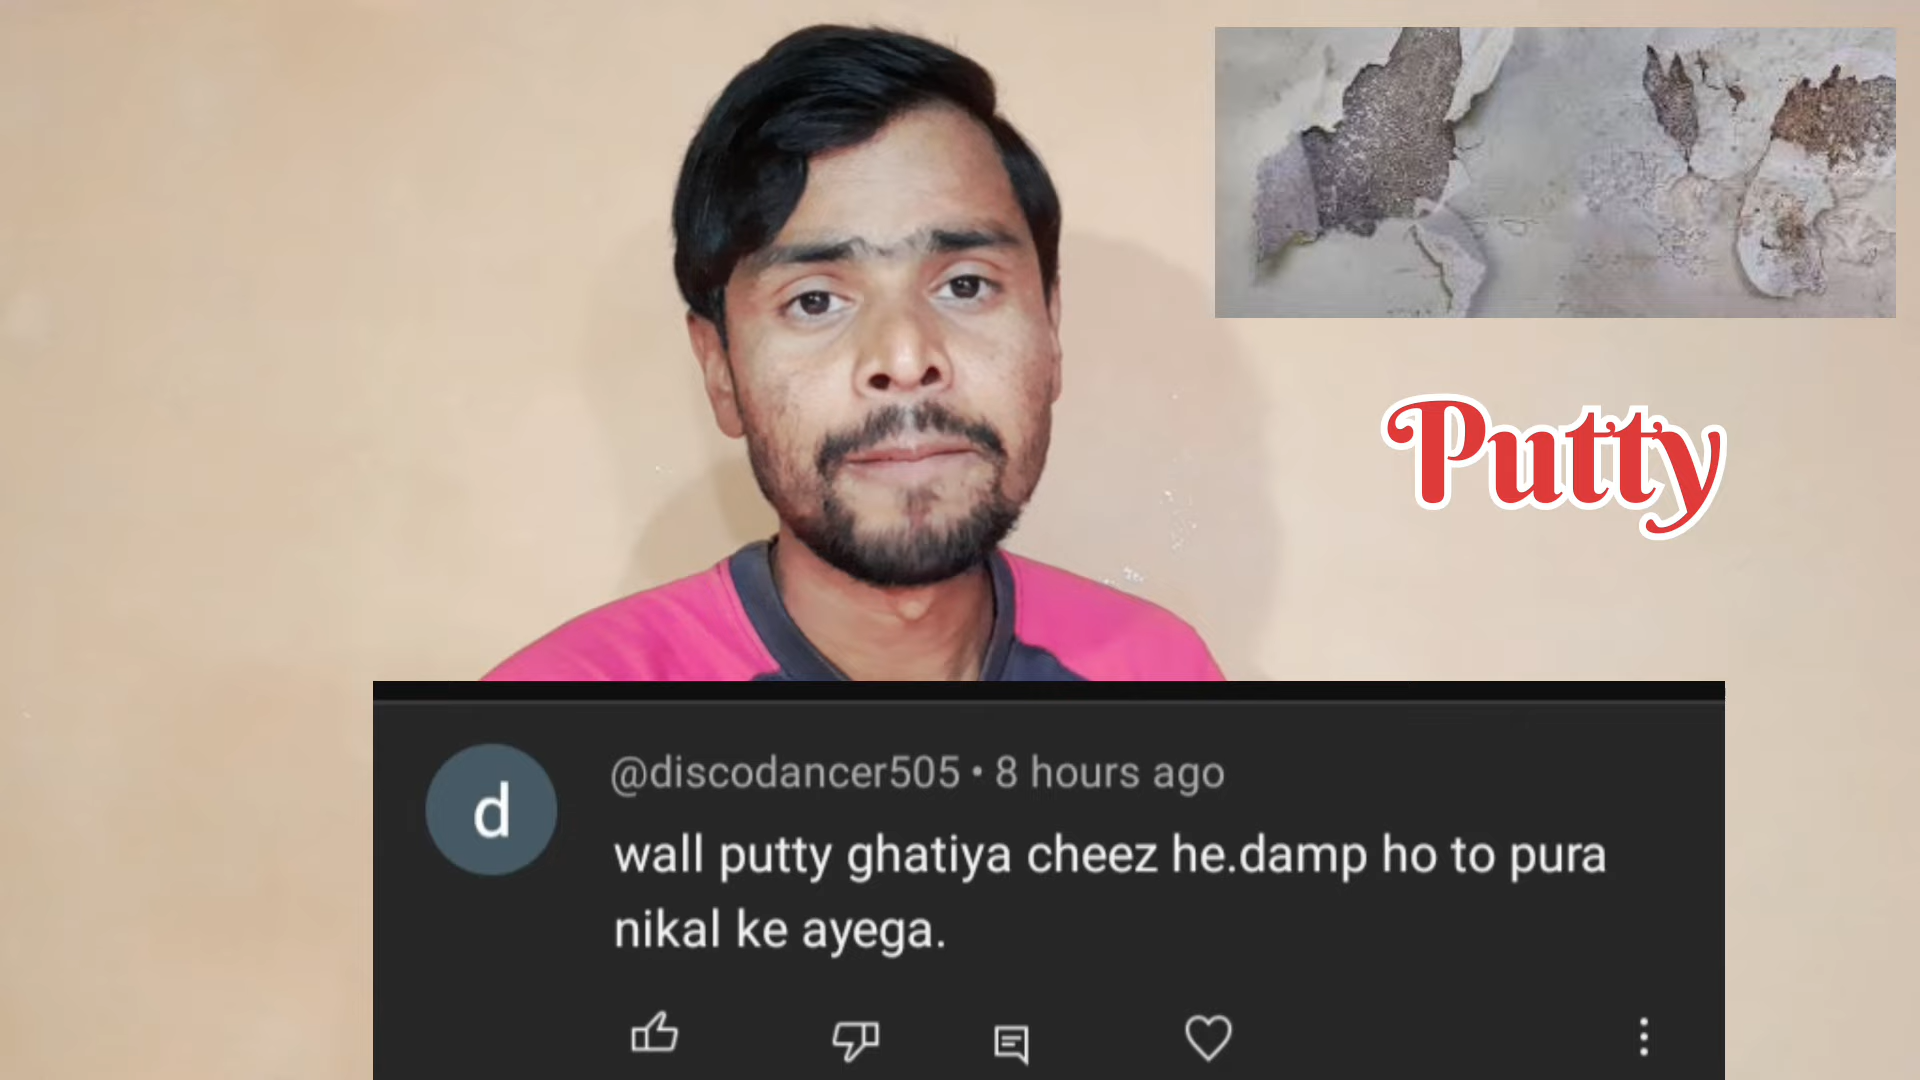 Putty
d
@discodancer505 • 8 hours ago
wall putty ghatiya cheez he.damp ho to pura
nikal ke ayega.